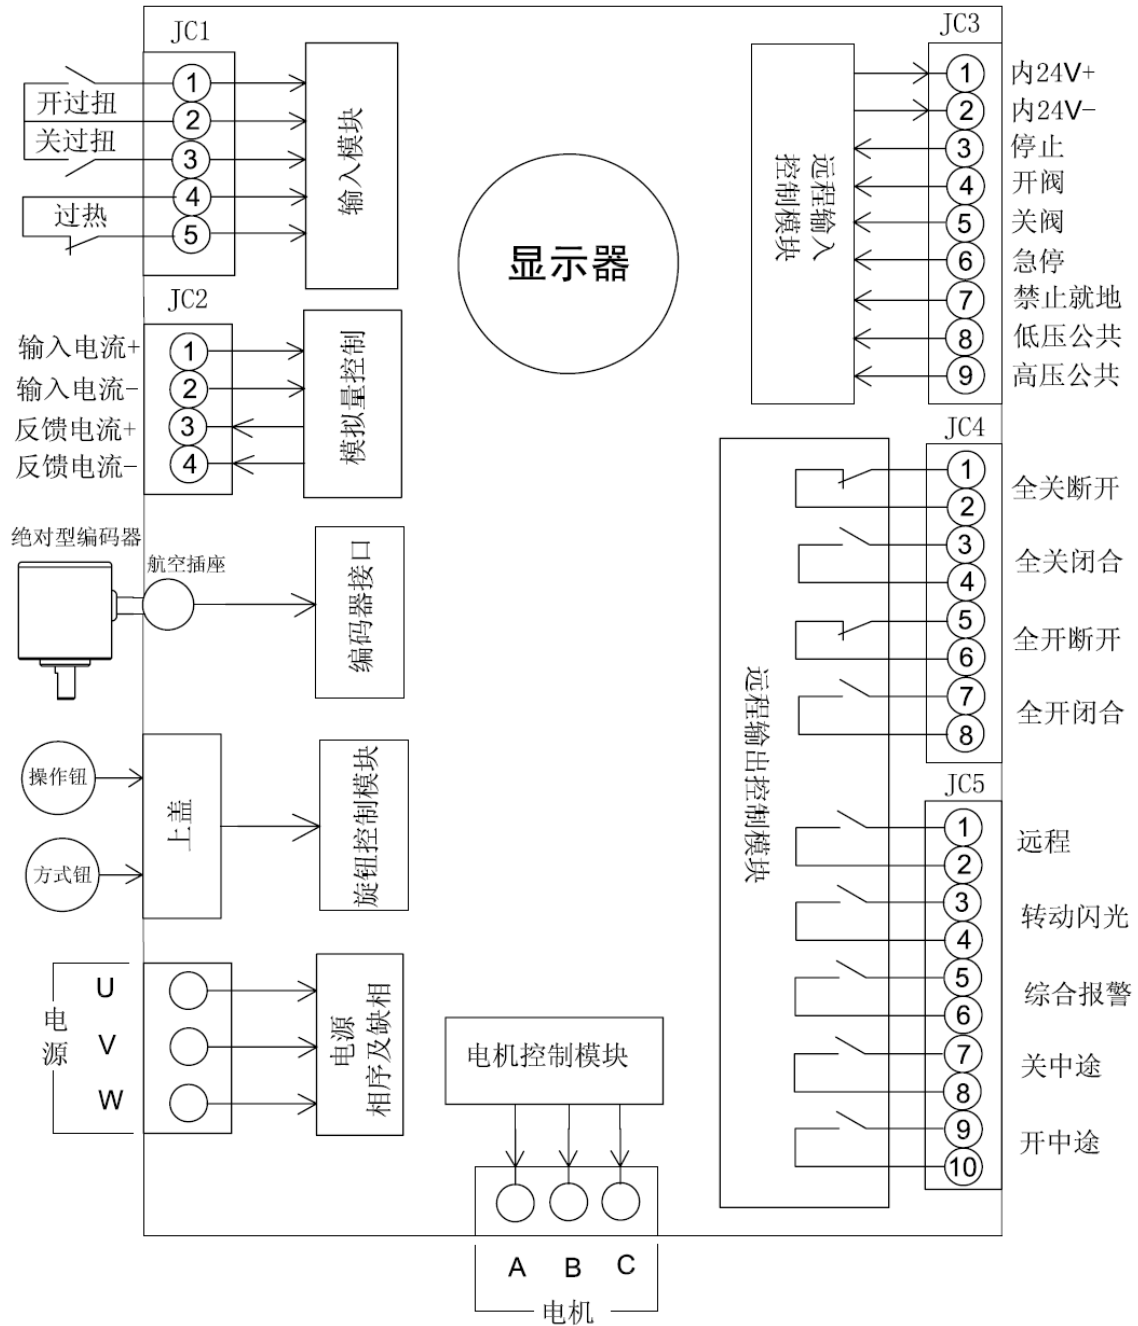 JC1
1
2
3
4
5
开过扭
关过扭
过热
输入模块
JC2
输入电流+
输入电流-
反馈电流+
反馈电流-
1
2
3
4
模拟量控制
绝对型编码器
航空插座
编码器接口
操作钮
方式钮
上盖
旋钮控制模块
电源
U
V
W
电源
相序及缺相
显示器
电机控制模块
A B C
电机
JC3
远程输入
控制模块
1 内24V+
2 内24V-
3 停止
4 开阀
5 关阀
6 急停
7 禁止就地
8 低压公共
9 高压公共
JC4
远程输出控制模块
1
2
全关断开
3
4
全关闭合
5
6
全开断开
7
8
全开闭合
JC5
1
2
远程
3
4
转动闪光
5
6
综合报警
7
8
关中途
9
10
开中途